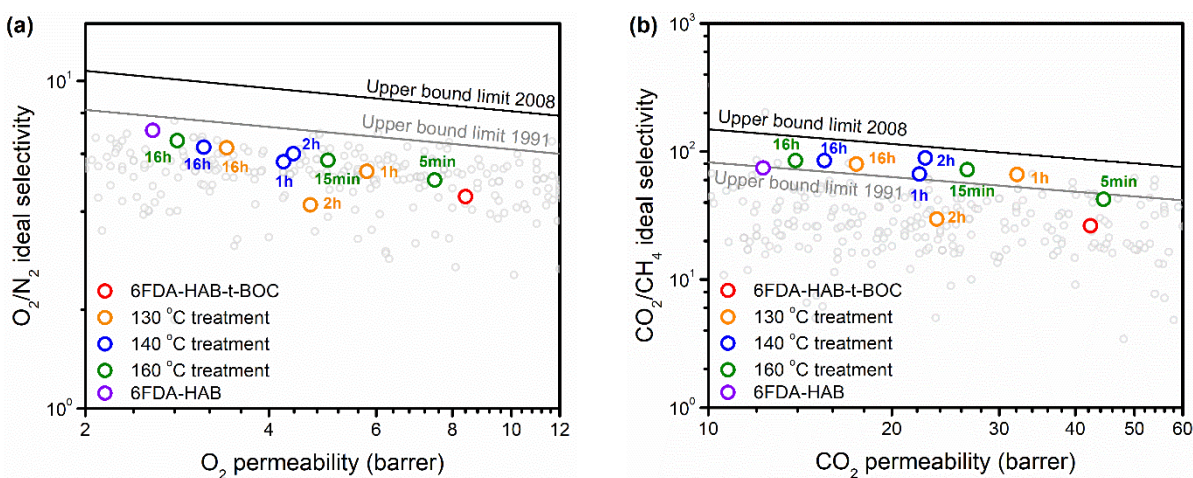 (a)
O₂/N₂ ideal selectivity
10¹
10⁰
Upper bound limit 2008
Upper bound limit 1991
16h
16h
16h
2h
1h
15min
1h
2h
5min
6FDA-HAB-t-BOC
130 °C treatment
140 °C treatment
160 °C treatment
6FDA-HAB
2 4 6 8 10 12
O₂ permeability (barrer)
(b)
CO₂/CH₄ ideal selectivity
10³
10²
10¹
10⁰
Upper bound limit 2008
Upper bound limit 1991
16h
16h
16h
2h
1h
15min
1h
2h
5min
6FDA-HAB-t-BOC
130 °C treatment
140 °C treatment
160 °C treatment
6FDA-HAB
10 20 30 40 50 60
CO₂ permeability (barrer)